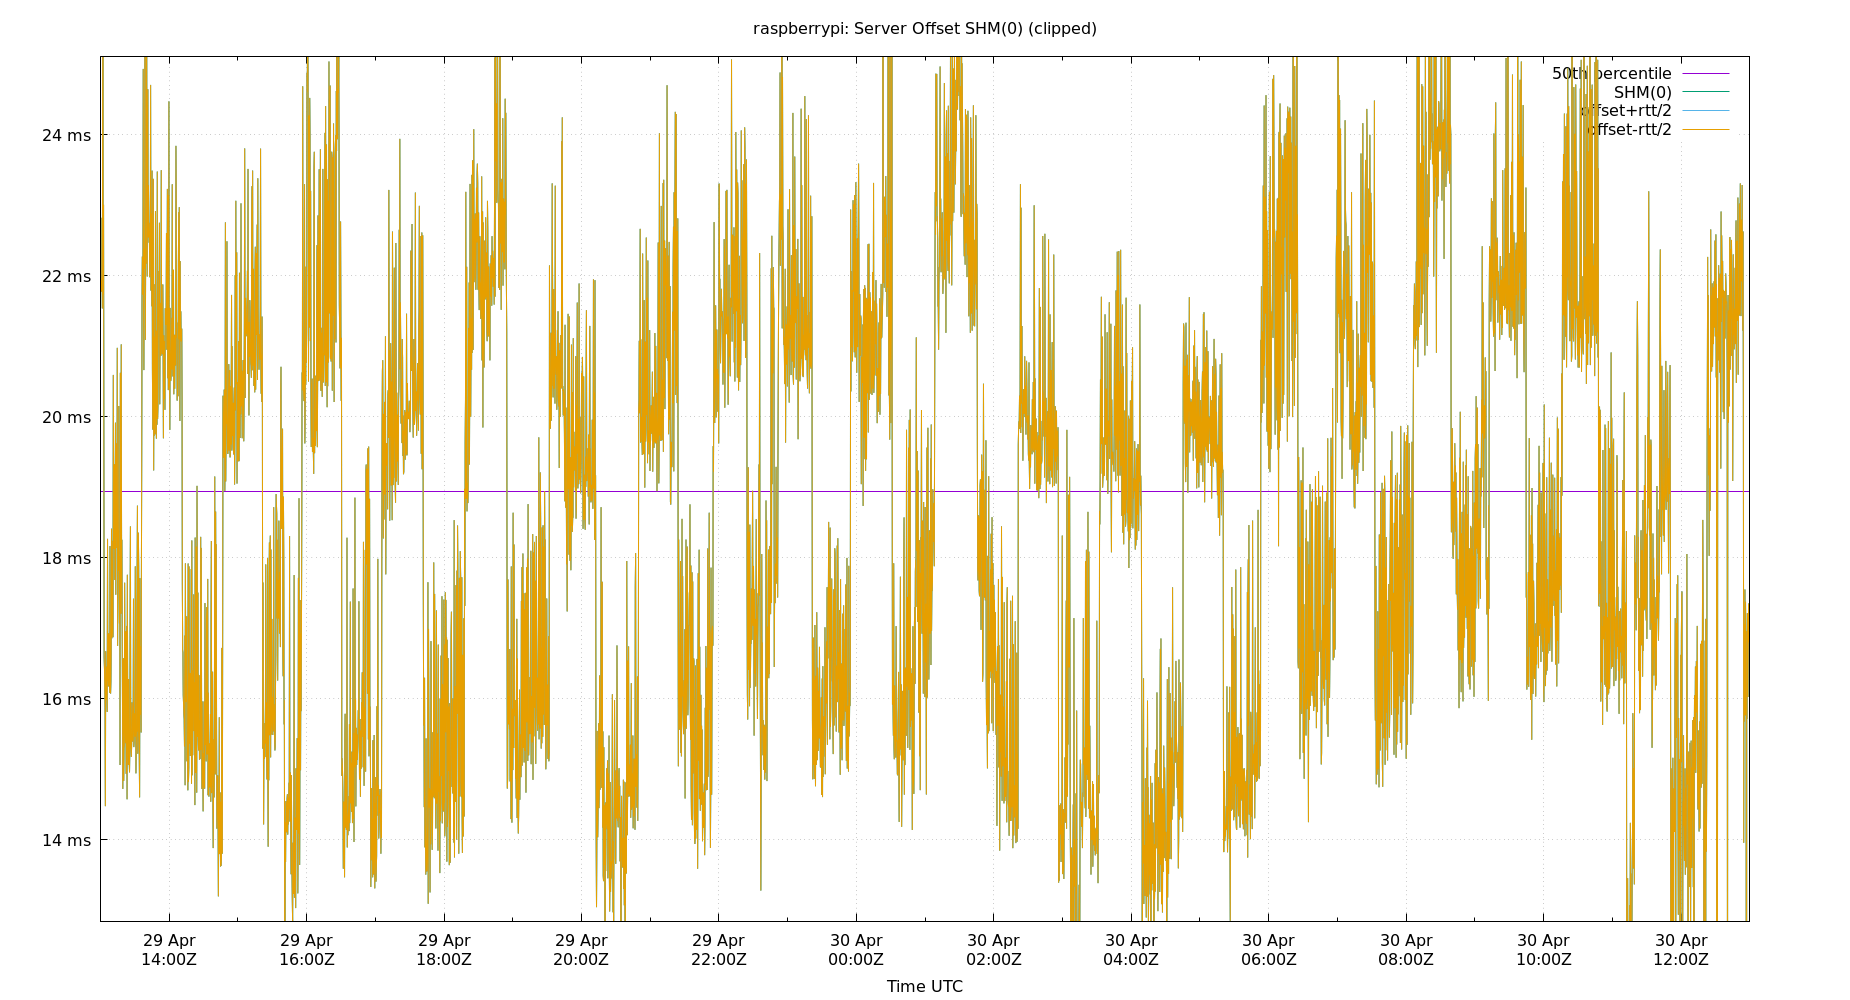 raspberrypi: Server Offset SHM(0) (clipped)
50th percentile
SHM(0)
offset+rtt/2
offset-rtt/2
24 ms
22 ms
20 ms
18 ms
16 ms
14 ms
29 Apr 29 Apr 29 Apr 29 Apr 29 Apr 30 Apr 30 Apr 30 Apr 30 Apr 30 Apr 30 Apr 30 Apr
14:00Z 16:00Z 18:00Z 20:00Z 22:00Z 00:00Z 02:00Z 04:00Z 06:00Z 08:00Z 10:00Z 12:00Z
Time UTC